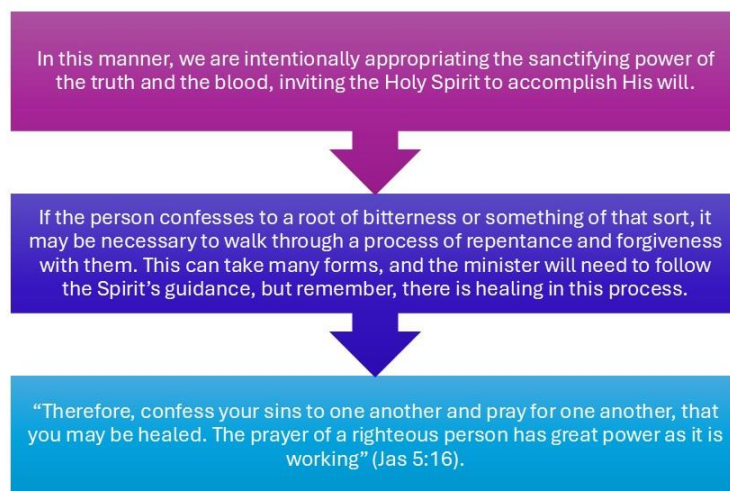 In this manner, we are intentionally appropriating the sanctifying power of
the truth and the blood, inviting the Holy Spirit to accomplish His will.
If the person confesses to a root of bitterness or something of that sort, it
may be necessary to walk through a process of repentance and forgiveness
with them. This can take many forms, and the minister will need to follow
the Spirit’s guidance, but remember, there is healing in this process.
“Therefore, confess your sins to one another and pray for one another, that
you may be healed. The prayer of a righteous person has great power as it is
working” (Jas 5:16).